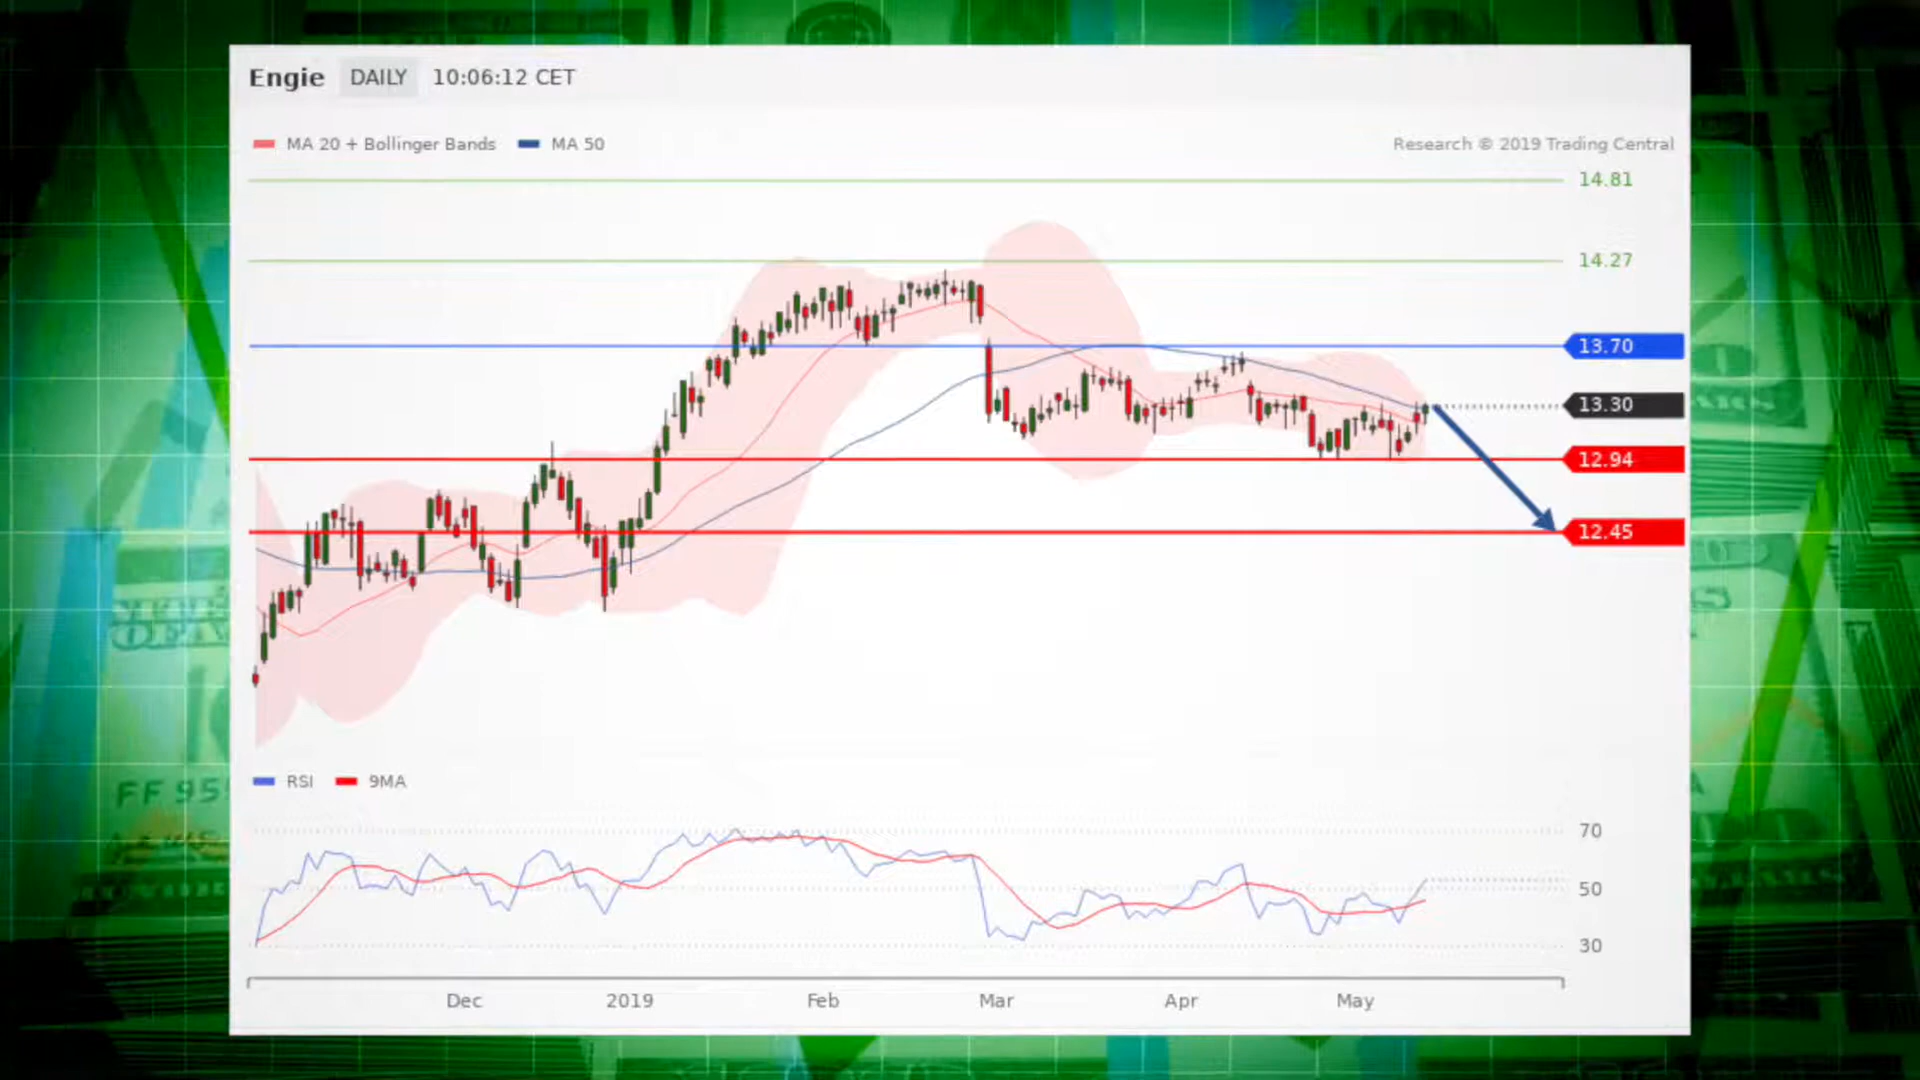 Engie DAILY 10:06:12 CET
MA 20 + Bollinger Bands MA 50
Research © 2019 Trading Central
14.81
14.27
13.70
13.30
12.94
12.45
RSI 9MA
70
50
30
Dec 2019 Feb Mar Apr May